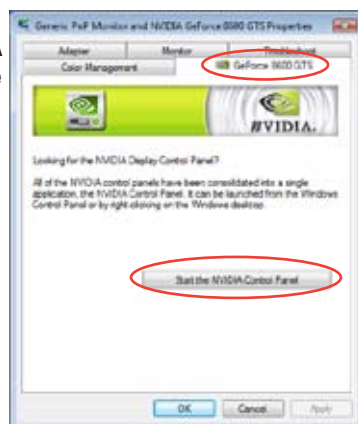 Generic PnP Monitor and NVIDIA GeForce 8600 GTS Properties
A
e
Adapter Monitor Troubleshoot
Color Management GeForce 8600 GTS
NVIDIA.
Looking for the NVIDIA Display Control Panel?
All of the NVIDIA control panels have been consolidated into a single
application, the NVIDIA Control Panel. It can be launched from the Windows
Control Panel or by right clicking on the Windows desktop.
Start the NVIDIA Control Panel
OK Cancel Apply